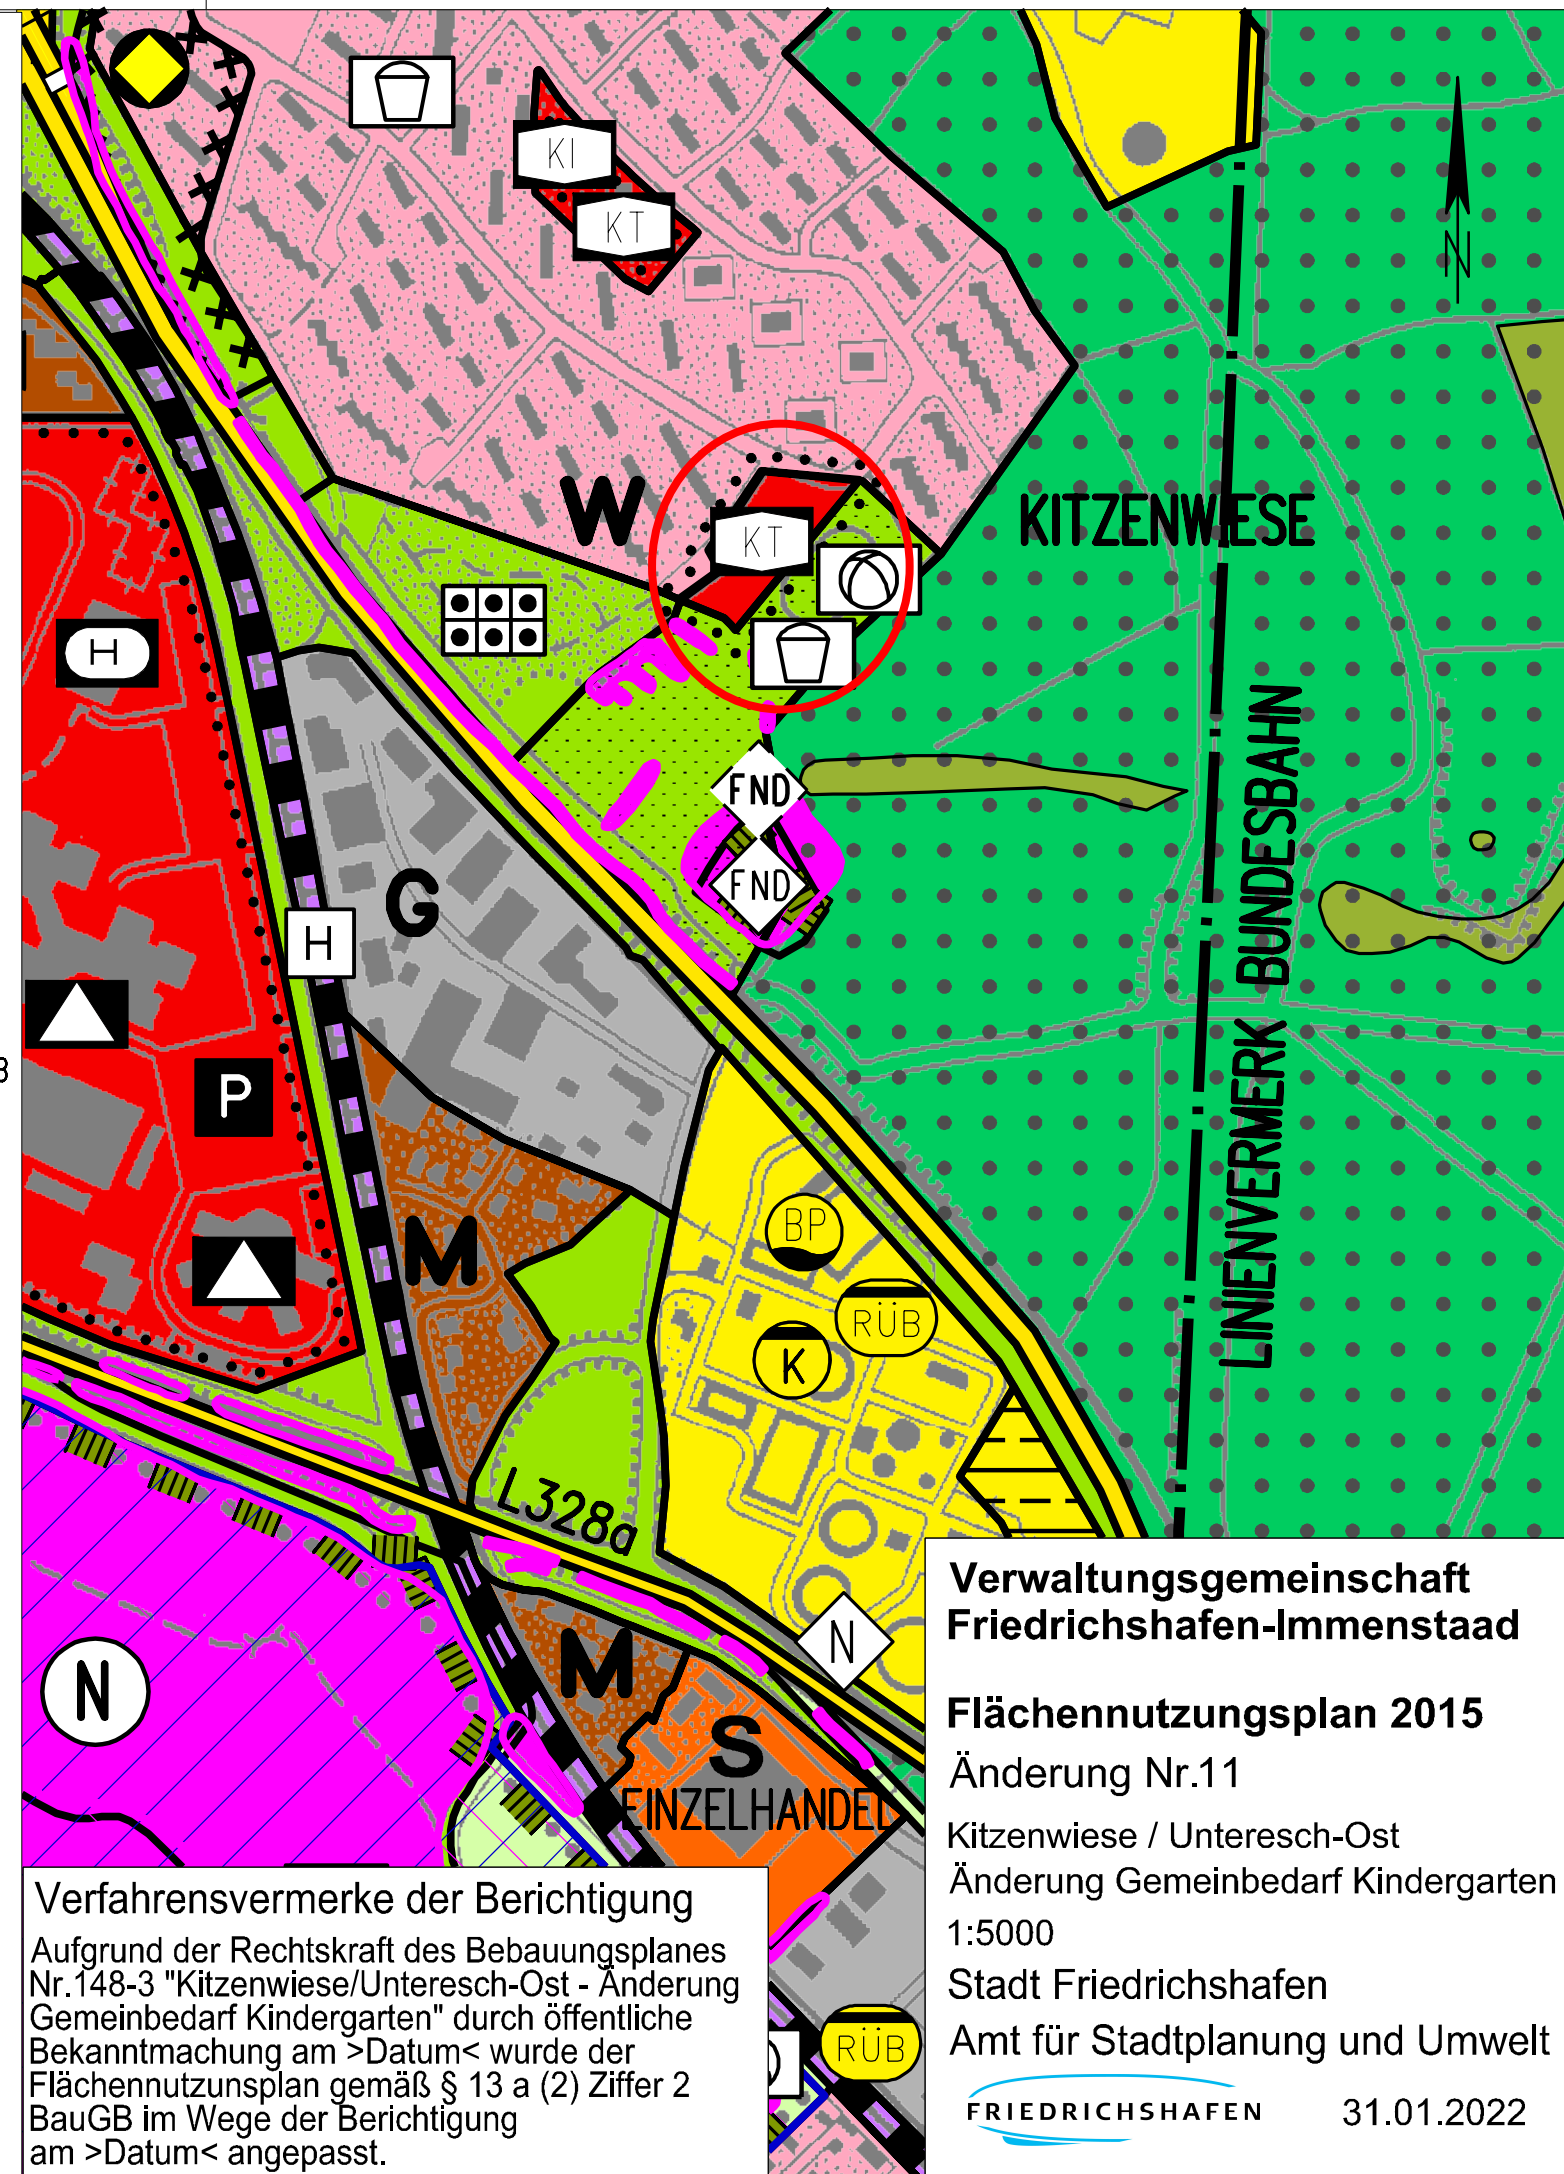 KI
KT
N
W
KT
KITZENWIESE
H
FND
FND
G
H
LINIENVERMERK BUNDESBAHN
P
BP
M
RÜB
K
L328a
N
M
N
S
EINZELHANDEL
RÜB
Verwaltungsgemeinschaft
Friedrichshafen-Immenstaad
Flächennutzungsplan 2015
Änderung Nr.11
Kitzenwiese / Unteresch-Ost
Änderung Gemeinbedarf Kindergarten
1:5000
Stadt Friedrichshafen
Amt für Stadtplanung und Umwelt
FRIEDRICHSHAFEN
31.01.2022
Verfahrensvermerke der Berichtigung
Aufgrund der Rechtskraft des Bebauungsplanes
Nr.148-3 "Kitzenwiese/Unteresch-Ost - Änderung
Gemeinbedarf Kindergarten" durch öffentliche
Bekanntmachung am >Datum< wurde der
Flächennutzunsplan gemäß § 13 a (2) Ziffer 2
BauGB im Wege der Berichtigung
am >Datum< angepasst.